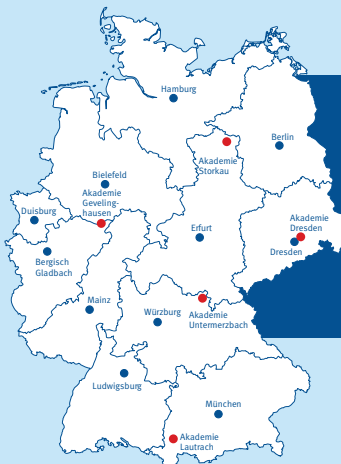 Hamburg
Berlin
Akademie
Storkau
Bielefeld
Akademie
Geveling-
hausen
Duisburg
Akademie
Dresden
Erfurt
Dresden
Bergisch
Gladbach
Mainz
Würzburg
Akademie
Untermerzbach
Ludwigsburg
München
Akademie
Lautrach